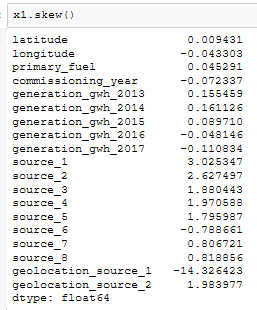 x1.skew()
latitude 0.009431
longitude -0.043303
primary_fuel 0.045291
commissioning_year -0.072337
generation_gwh_2013 0.155459
generation_gwh_2014 0.161126
generation_gwh_2015 0.089710
generation_gwh_2016 -0.048146
generation_gwh_2017 -0.110834
source_1 3.025347
source_2 2.627497
source_3 1.880443
source_4 1.970588
source_5 1.795987
source_6 -0.788661
source_7 0.806721
source_8 0.818856
geolocation_source_1 -14.326423
geolocation_source_2 1.983977
dtype: float64